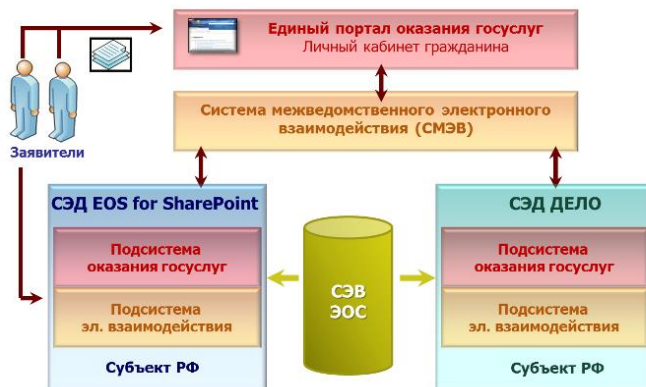 Единый портал оказания госуслуг
Личный кабинет гражданина
Система межведомственного электронного
взаимодействия (СМЭВ)
Заявители
СЭД EOS for SharePoint
Подсистема
оказания госуслуг
Подсистема
эл. взаимодействия
Субъект РФ
СЭВ
ЭОС
СЭД ДЕЛО
Подсистема
оказания госуслуг
Подсистема
эл. взаимодействия
Субъект РФ